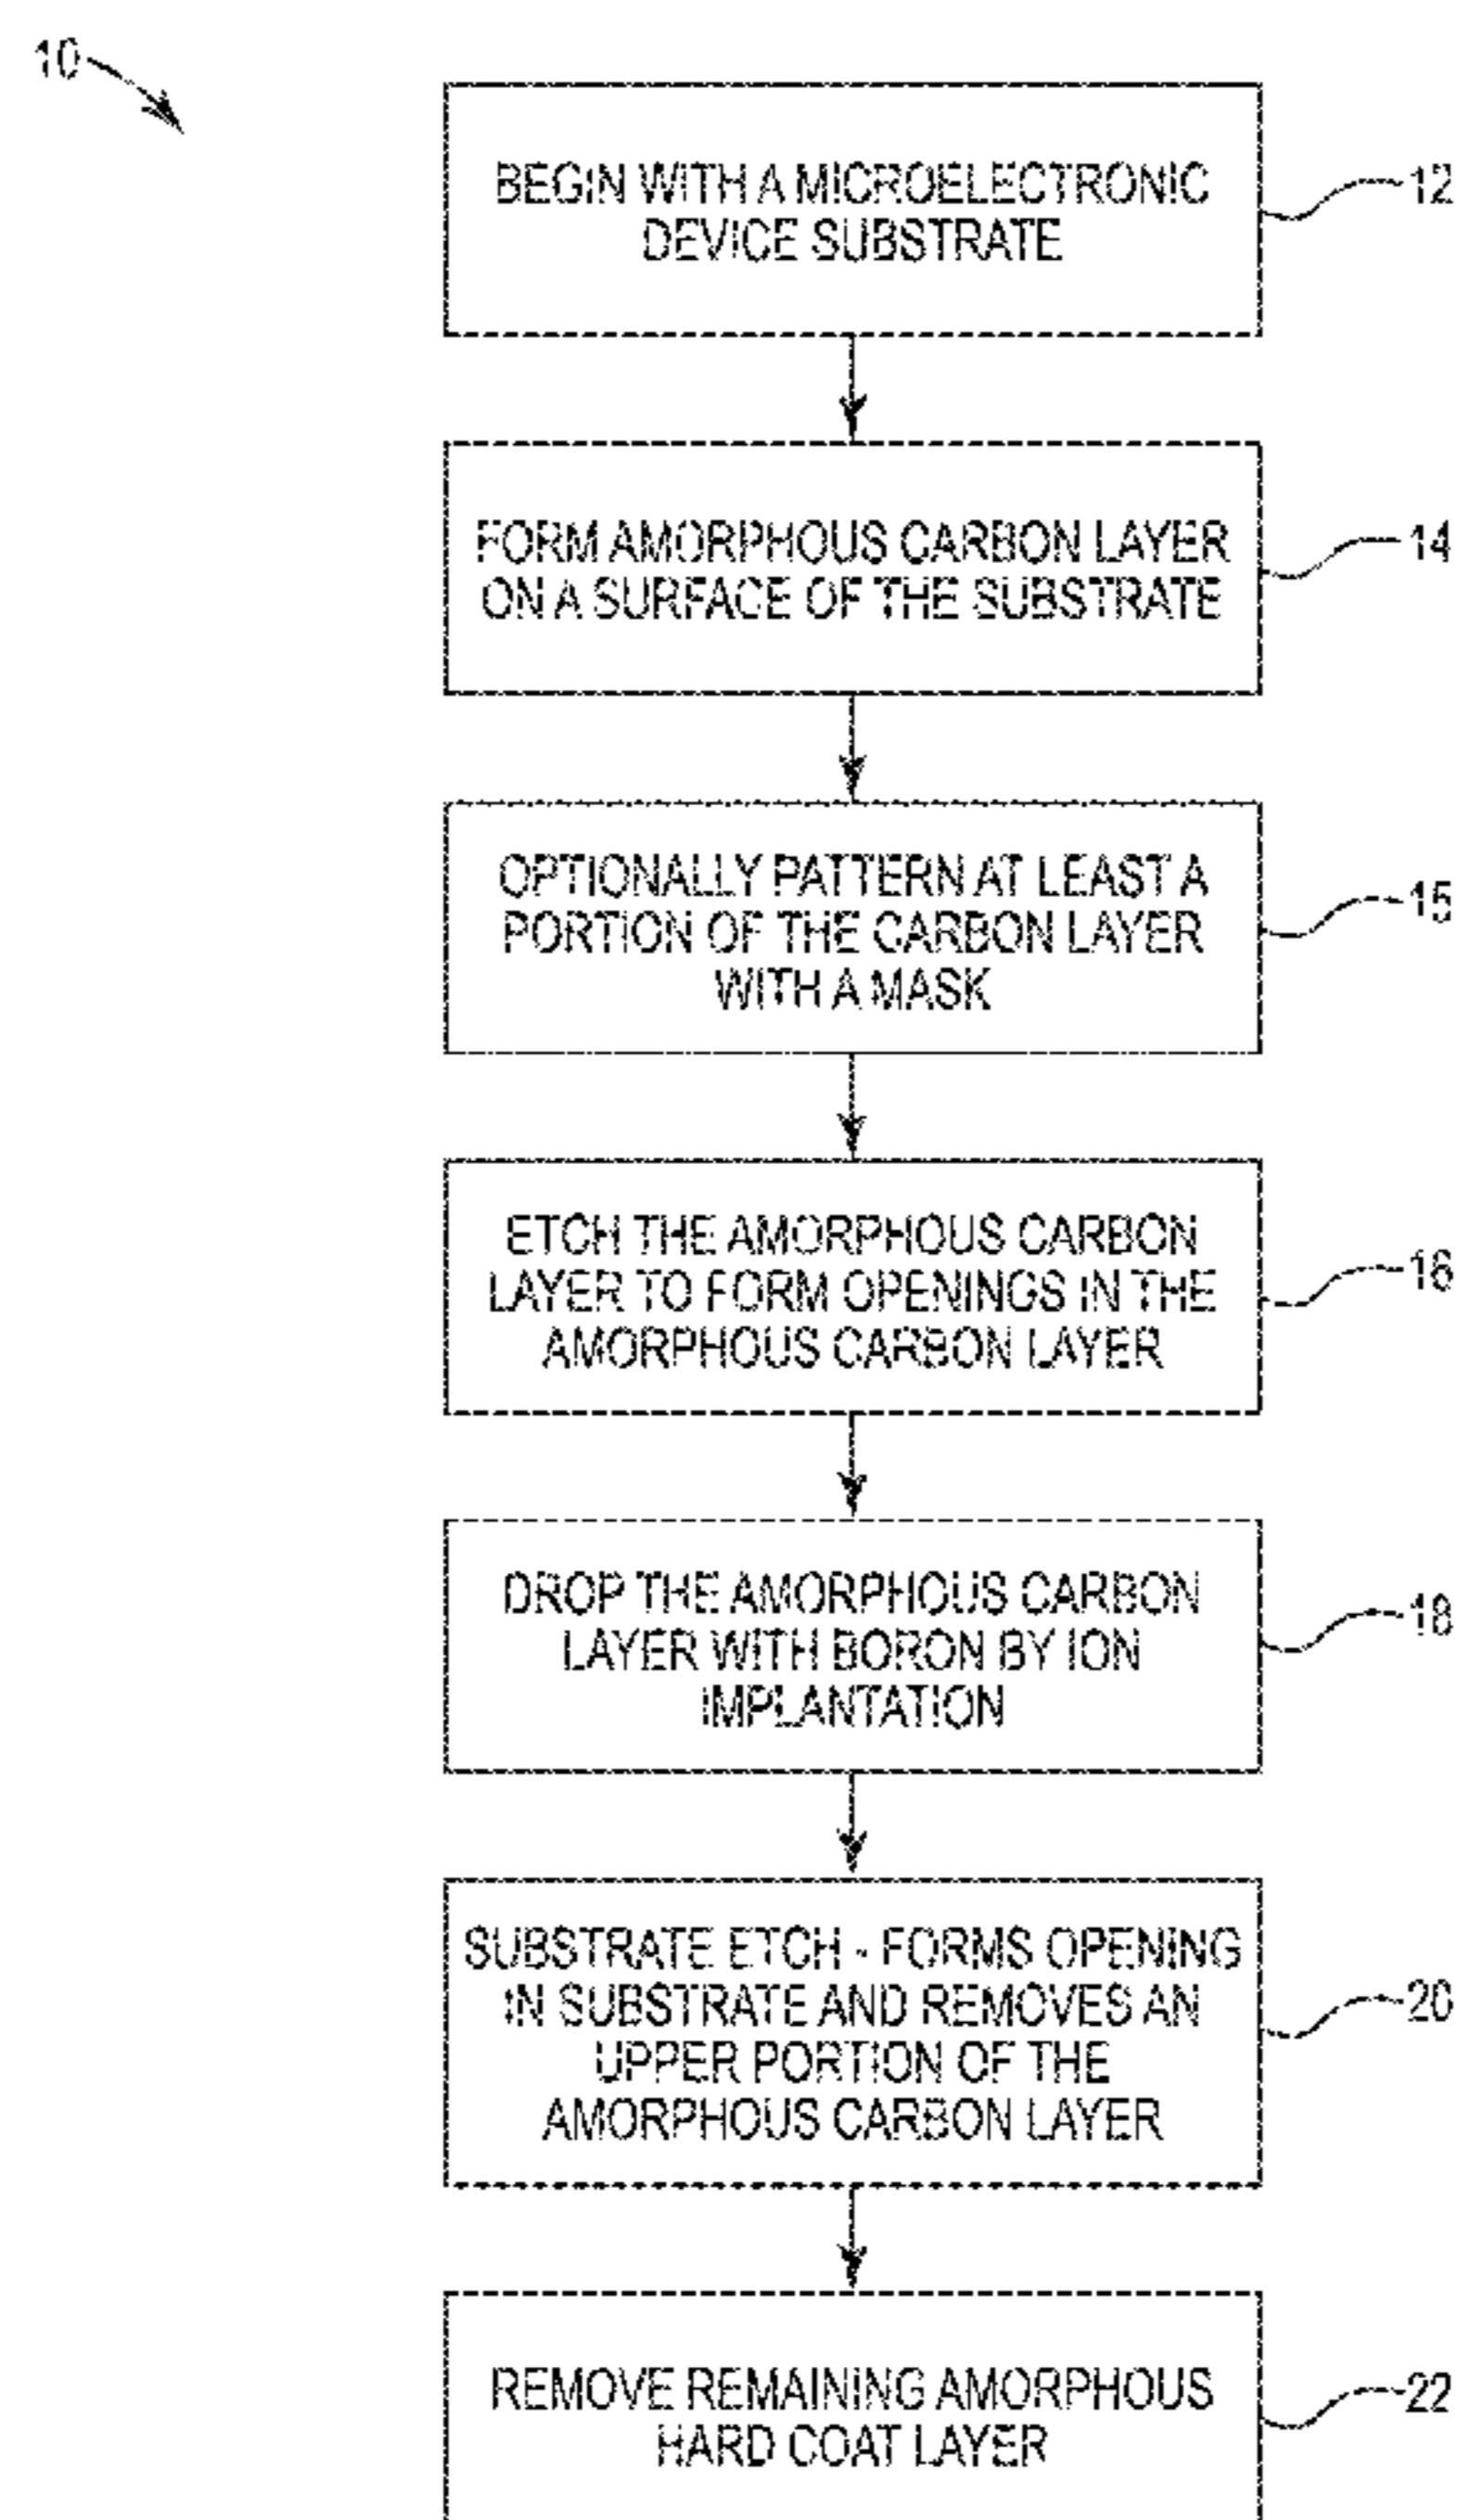 10
BEGIN WITH A MICROELECTRONIC
DEVICE SUBSTRATE
12
FORM AMORPHOUS CARBON LAYER
ON A SURFACE OF THE SUBSTRATE
14
OPTIONALLY PATTERN AT LEAST A
PORTION OF THE CARBON LAYER
WITH A MASK
15
ETCH THE AMORPHOUS CARBON
LAYER TO FORM OPENINGS IN THE
AMORPHOUS CARBON LAYER
16
DROP THE AMORPHOUS CARBON
LAYER WITH BORON BY ION
IMPLANTATION
18
SUBSTRATE ETCH - FORMS OPENING
IN SUBSTRATE AND REMOVES AN
UPPER PORTION OF THE
AMORPHOUS CARBON LAYER
20
REMOVE REMAINING AMORPHOUS
HARD COAT LAYER
22